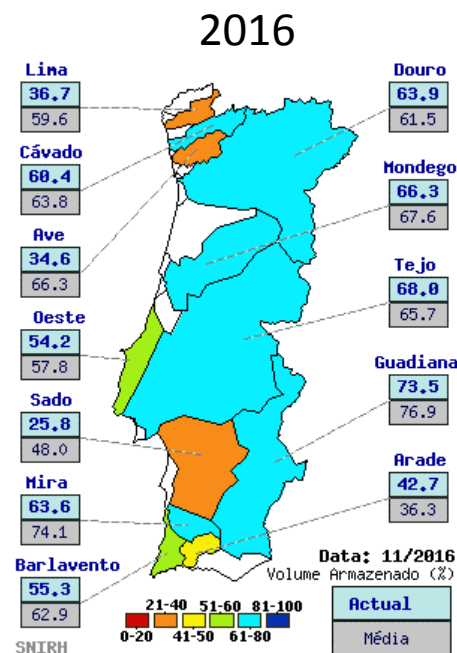 2016
Lima
36.7
59.6
Cávado
60.4
63.8
Ave
34.6
66.3
Oeste
54.2
57.8
Sado
25.8
48.0
Mira
63.6
74.1
Barlavento
55.3
62.9
SNIRH
Douro
63.9
61.5
Mondego
66.3
67.6
Tejo
68.0
65.7
Guadiana
73.5
76.9
Arade
42.7
36.3
Data: 11/2016
Volume Armazenado (%)
21-40 51-60 81-100
0-20 41-50 61-80
Actual
Média